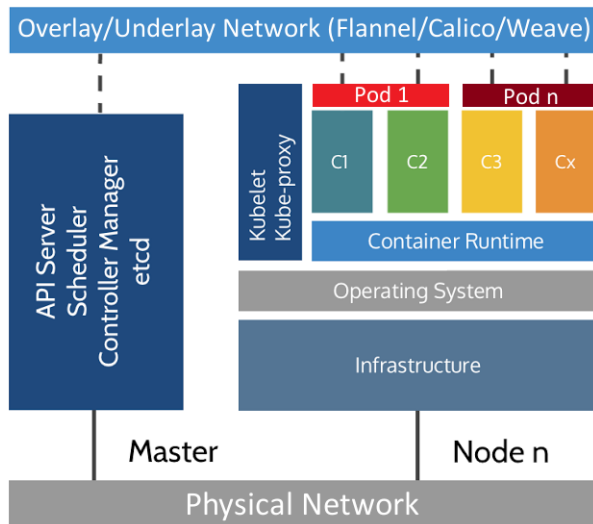 Overlay/Underlay Network (Flannel/Calico/Weave)
API Server
Scheduler
Controller Manager
etcd
Kubelet
Kube-proxy
Pod 1
Pod n
C1
C2
C3
Cx
Container Runtime
Operating System
Infrastructure
Master
Node n
Physical Network